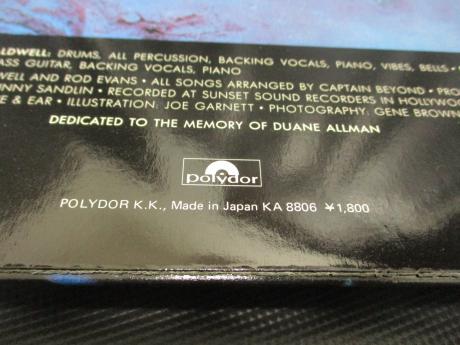 LDWELL: DRUMS, ALL PERCUSSION, BACKING VOCALS, PIANO, VIBES, BELLS •
ASS GUITAR, BACKING VOCALS, PIANO
WELL AND ROD EVANS • ALL SONGS ARRANGED BY CAPTAIN BEYOND • PRO
NNY SANDLIN • RECORDED AT SUNSET SOUND RECORDERS IN HOLLYWOO
E & EAR • ILLUSTRATION: JOE GARNETT • PHOTOGRAPHY: GENE BROWN
DEDICATED TO THE MEMORY OF DUANE ALLMAN
polydor
POLYDOR K.K., Made in Japan KA 8806 ¥1,800